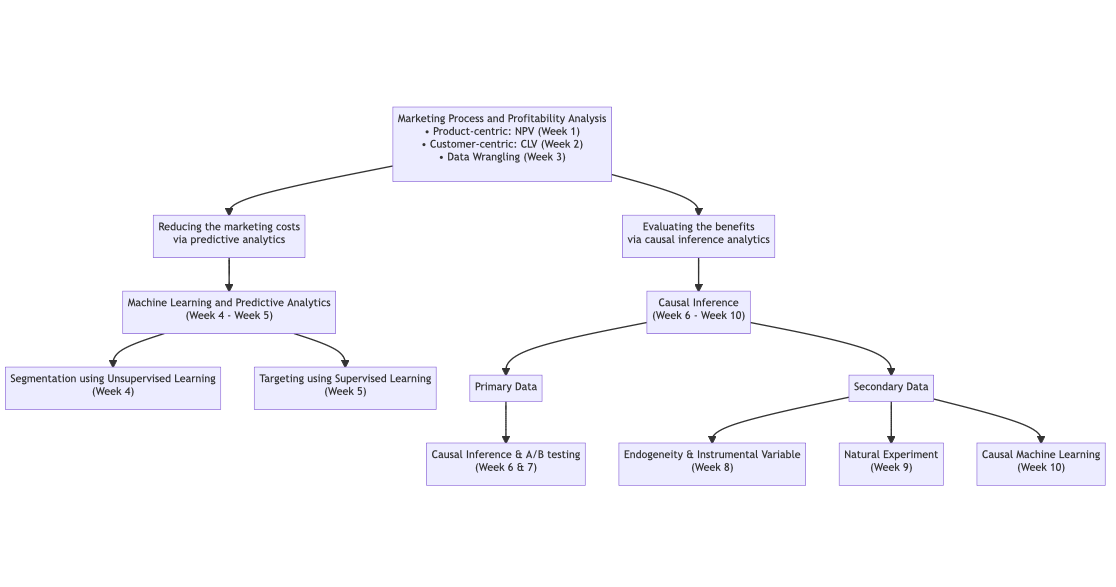 Marketing Process and Profitability Analysis
• Product-centric: NPV (Week 1)
• Customer-centric: CLV (Week 2)
• Data Wrangling (Week 3)
Reducing the marketing costs
via predictive analytics
Evaluating the benefits
via causal inference analytics
Machine Learning and Predictive Analytics
(Week 4 - Week 5)
Causal Inference
(Week 6 - Week 10)
Segmentation using Unsupervised Learning
(Week 4)
Targeting using Supervised Learning
(Week 5)
Primary Data
Secondary Data
Causal Inference & A/B testing
(Week 6 & 7)
Endogeneity & Instrumental Variable
(Week 8)
Natural Experiment
(Week 9)
Causal Machine Learning
(Week 10)